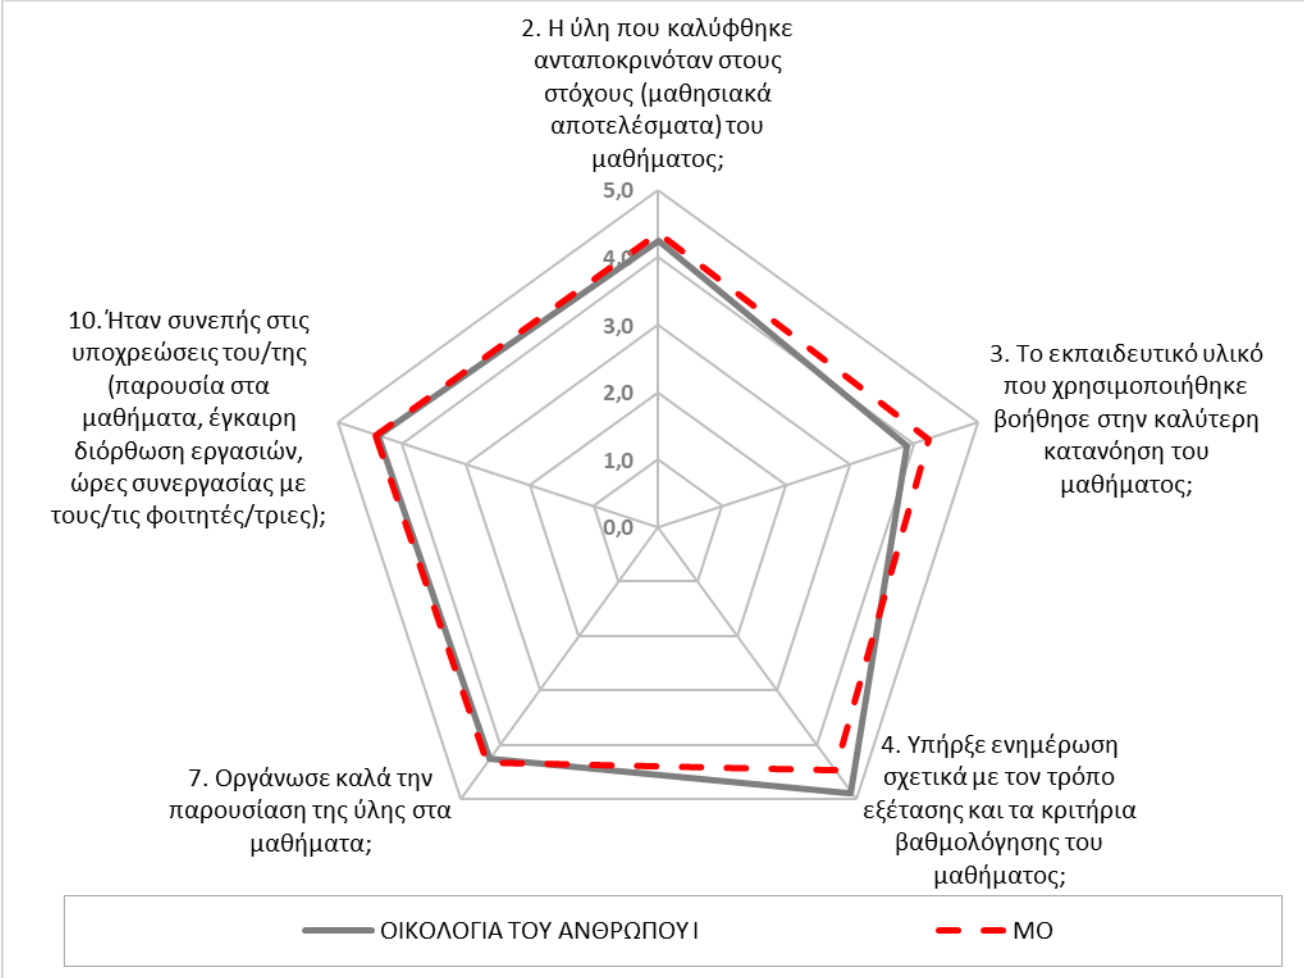 2. Η ύλη που καλύφθηκε
ανταποκρινόταν στους
στόχους (μαθησιακά
αποτελέσματα) του
μαθήματος;
5,0
4,0
3,0
2,0
1,0
0,0
10. Ήταν συνεπής στις
υποχρεώσεις του/της
(παρουσία στα
μαθήματα, έγκαιρη
διόρθωση εργασιών,
ώρες συνεργασίας με
τους/τις φοιτητές/τριες);
3. Το εκπαιδευτικό υλικό
που χρησιμοποιήθηκε
βοήθησε στην καλύτερη
κατανόηση του
μαθήματος;
7. Οργάνωσε καλά την
παρουσίαση της ύλης στα
μαθήματα;
4. Υπήρξε ενημέρωση
σχετικά με τον τρόπο
εξέτασης και τα κριτήρια
βαθμολόγησης του
μαθήματος;
ΟΙΚΟΛΟΓΙΑ ΤΟΥ ΑΝΘΡΩΠΟΥ Ι
ΜΟ